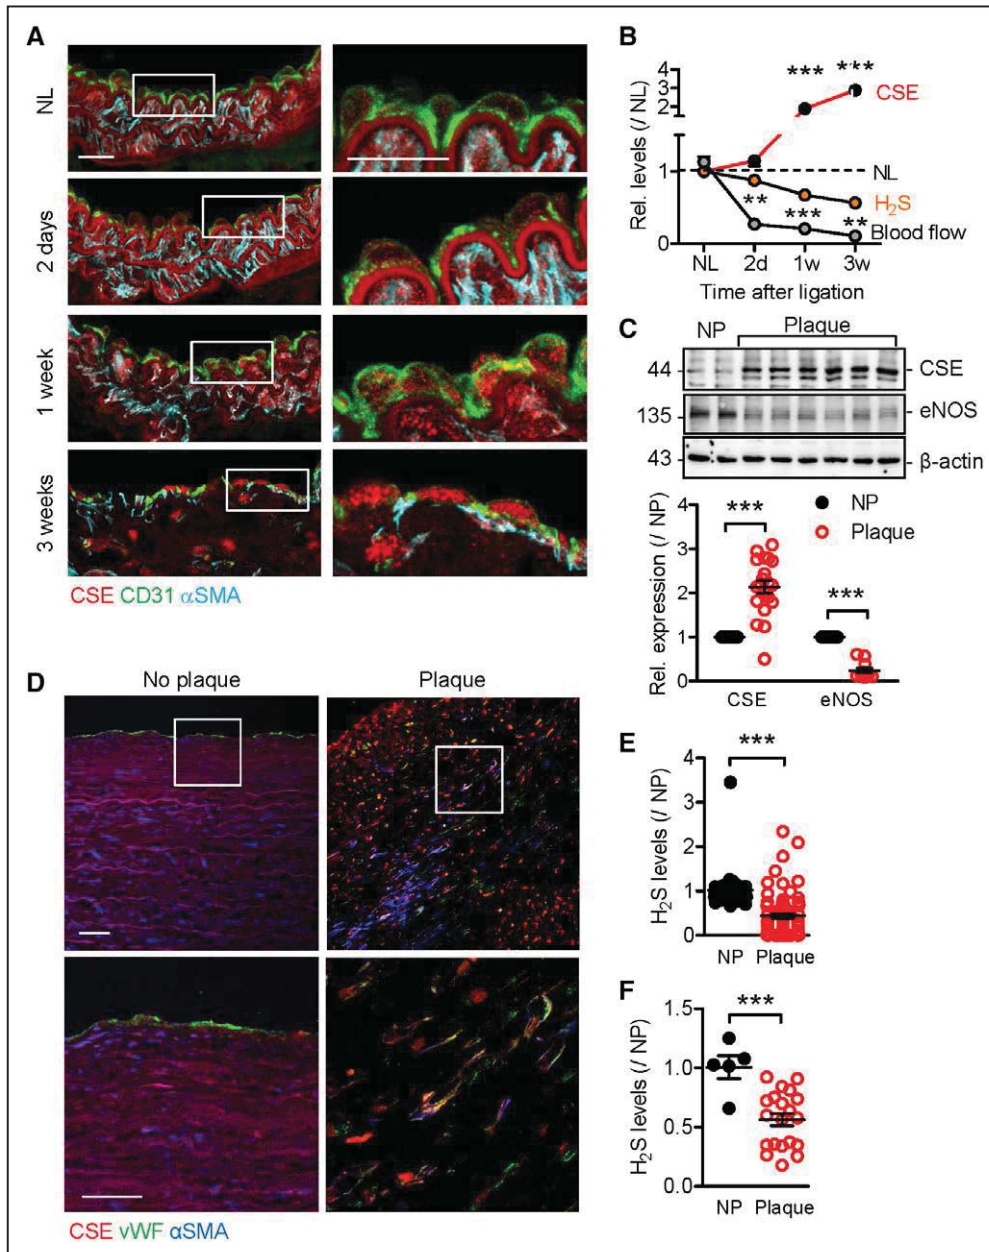 A
NL
2 days
1 week
3 weeks
CSE CD31 αSMA
B
Rel. levels (/ NL)
4
3
2
1
0
**
***
***
**
CSE
NL
H₂S
Blood flow
NL 2d 1w 3w
Time after ligation
C
NP Plaque
44 - CSE
135 - eNOS
43 - β-actin
NP
Plaque
Rel. expression (/ NP)
4
3
2
1
0
***
***
CSE eNOS
D
No plaque Plaque
CSE vWF αSMA
E
H₂S levels (/ NP)
4
3
2
1
0
***
NP Plaque
F
H₂S levels (/ NP)
1.5
1.0
0.5
0.0
***
NP Plaque